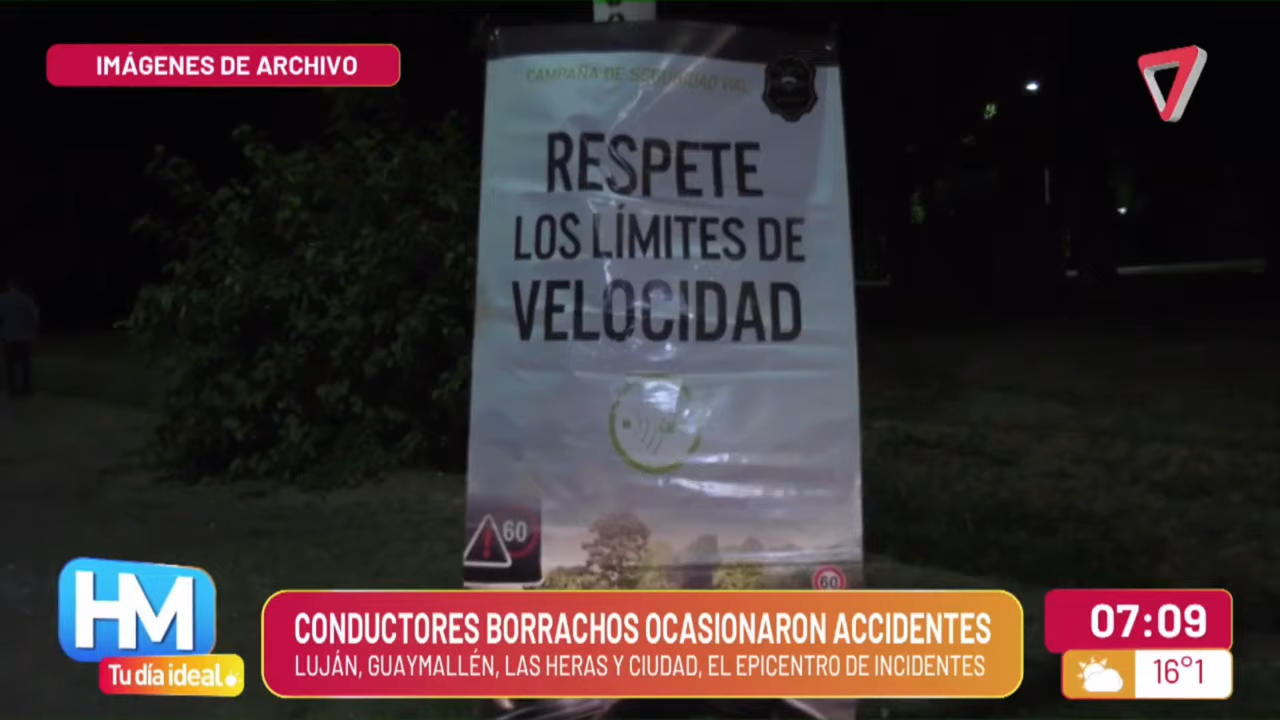 IMÁGENES DE ARCHIVO
7
CAMPAÑA DE SEGURIDAD VIAL
RESPETE
LOS LÍMITES DE
VELOCIDAD
60
60
HM
Tu día ideal
CONDUCTORES BORRACHOS OCASIONARON ACCIDENTES
LUJÁN, GUAYMALLÉN, LAS HERAS Y CIUDAD, EL EPICENTRO DE INCIDENTES
07:09
16°1